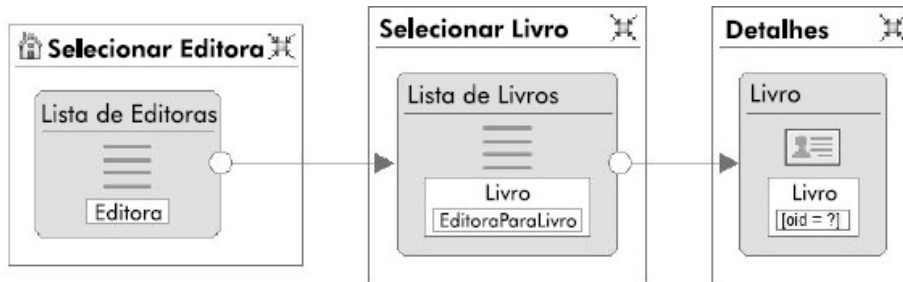 Selecionar Editora
Lista de Editoras
Editora
Selecionar Livro
Lista de Livros
Livro
EditoraParaLivro
Detalhes
Livro
Livro
[oid = ?]